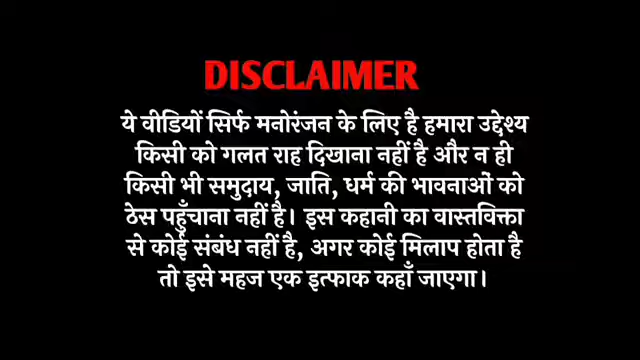 DISCLAIMER
ये वीडियों सिर्फ मनोरंजन के लिए है हमारा उद्देश्य
किसी को गलत राह दिखाना नहीं है और न ही
किसी भी समुदाय, जाति, धर्म की भावनाओं को
ठेस पहुँचाना नहीं है। इस कहानी का वास्तविक्ता
से कोई संबंध नहीं है, अगर कोई मिलाप होता है
तो इसे महज एक इत्फाक कहाँ जाएगा।